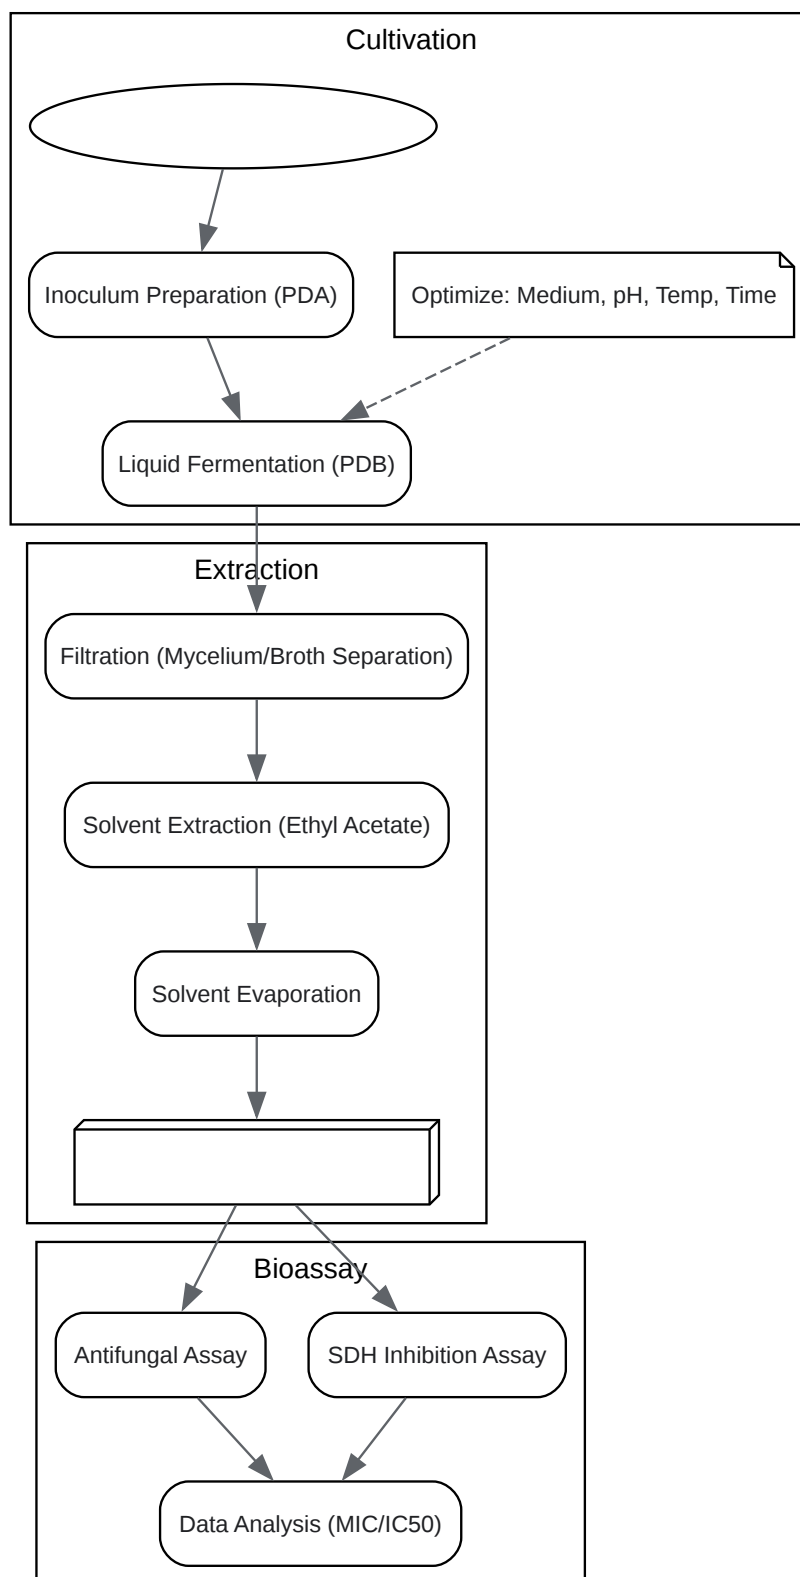 Cultivation
Inoculum Preparation (PDA)
Optimize: Medium, pH, Temp, Time
Liquid Fermentation (PDB)
Extraction
Filtration (Mycelium/Broth Separation)
Solvent Extraction (Ethyl Acetate)
Solvent Evaporation
Bioassay
Antifungal Assay
SDH Inhibition Assay
Data Analysis (MIC/IC50)